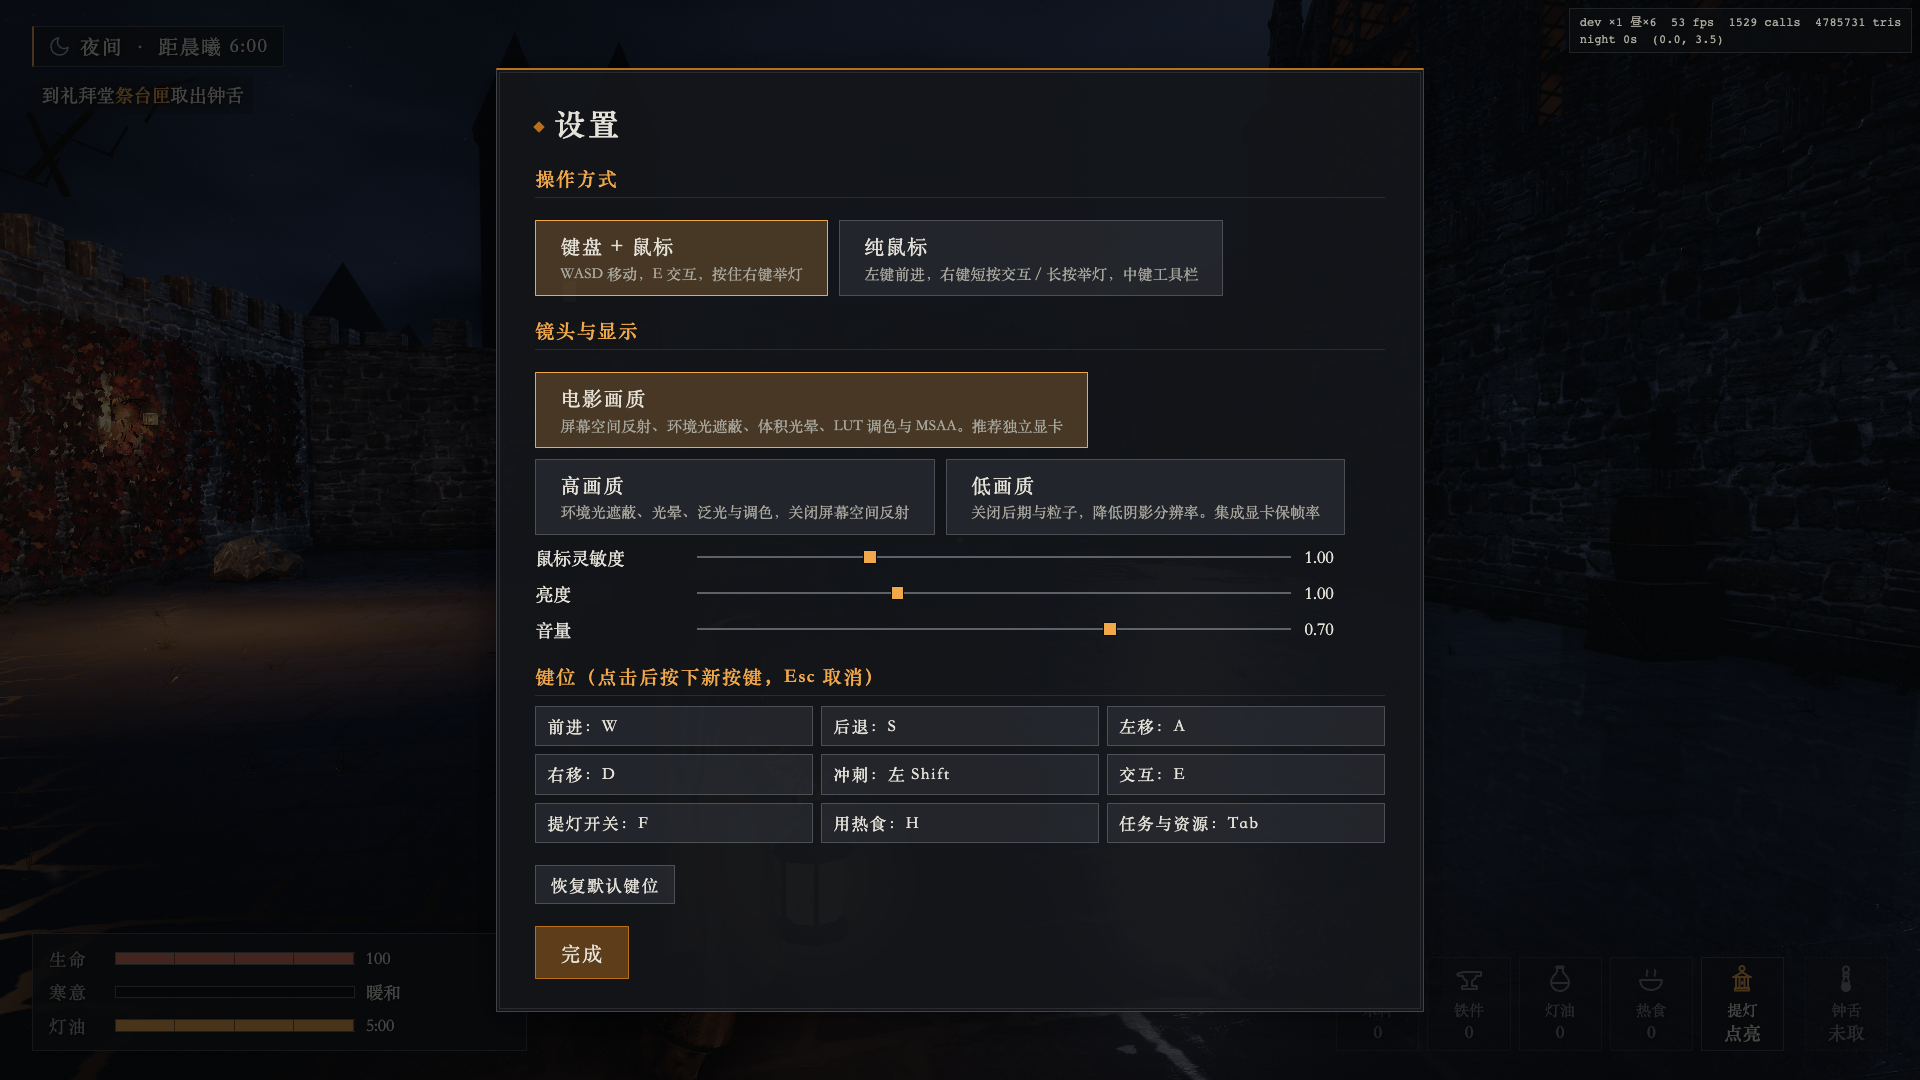 夜间 · 距晨曦 6:00
到礼拜堂祭台匣取出钟舌
dev ×1 昼×6 53 fps 1529 calls 4785731 tris
night 0s (0.0, 3.5)
设置
操作方式
键盘 + 鼠标
WASD 移动，E 交互，按住右键举灯
纯鼠标
左键前进，右键短按交互 / 长按举灯，中键工具栏
镜头与显示
电影画质
屏幕空间反射、环境光遮蔽、体积光晕、LUT 调色与 MSAA。推荐独立显卡
高画质
环境光遮蔽、光晕、泛光与调色，关闭屏幕空间反射
低画质
关闭后期与粒子，降低阴影分辨率。集成显卡保帧率
鼠标灵敏度 1.00
亮度 1.00
音量 0.70
键位（点击后按下新按键，Esc 取消）
前进：W
后退：S
左移：A
右移：D
冲刺：左 Shift
交互：E
提灯开关：F
用热食：H
任务与资源：Tab
恢复默认键位
完成
生命 100
寒意 暖和
灯油 5:00
0
铁件
0
灯油
0
热食
0
提灯
点亮
钟舌
未取